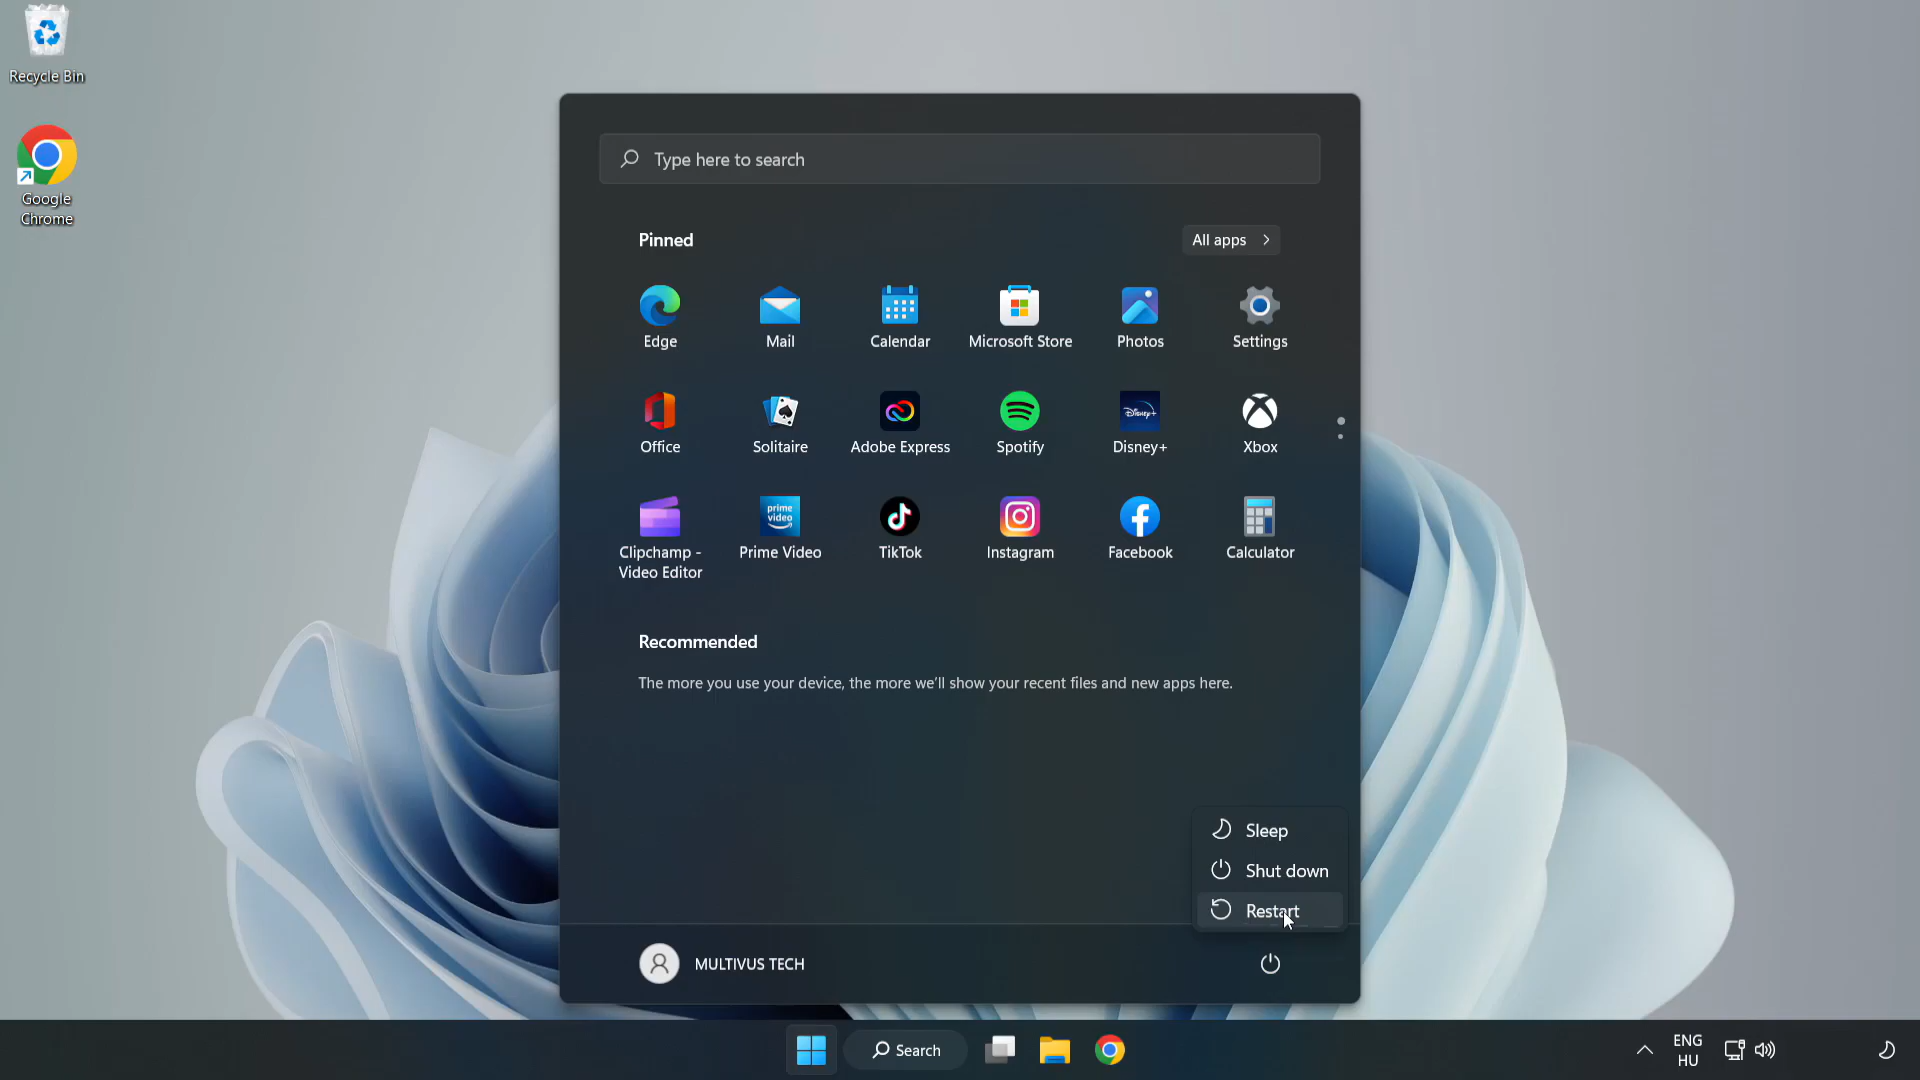 Recycle Bin
Google
Chrome
Type here to search
Pinned
All apps
Edge
Mail
Calendar
Microsoft Store
Photos
Settings
Office
Solitaire
Adobe Express
Spotify
Disney+
Disney+
Xbox
prime
video
Clipchamp -
Video Editor
Prime Video
TikTok
Instagram
Facebook
Calculator
Recommended
The more you use your device, the more we'll show your recent files and new apps here.
Sleep
Shut down
Restart
MULTIVUS TECH
Search
ENG
HU